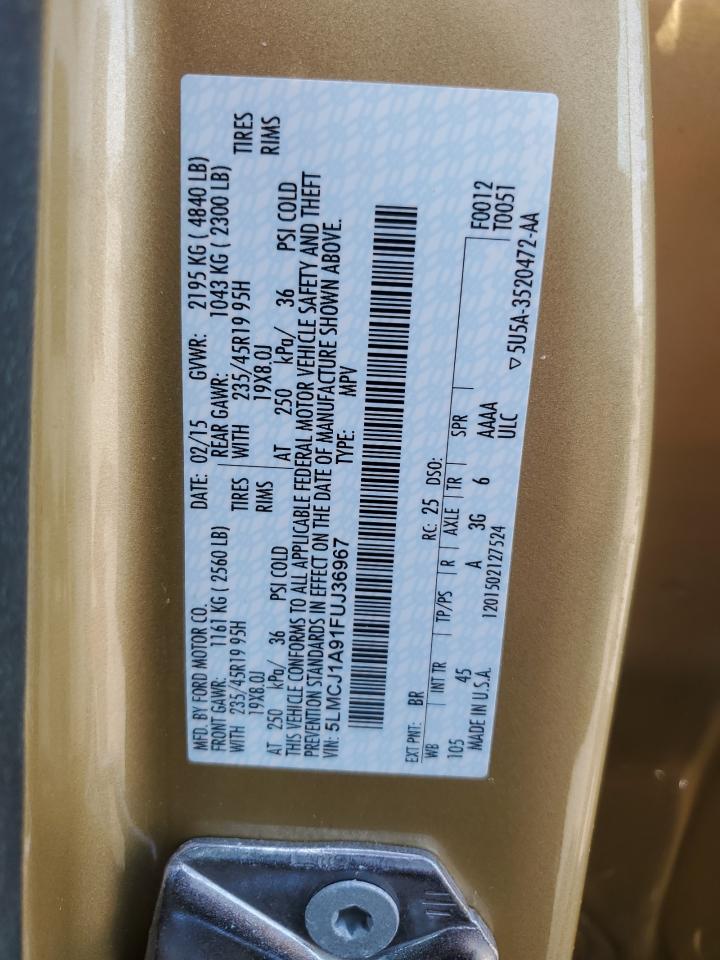 MFD. BY FORD MOTOR CO. DATE: 02/15 GVWR: 2195 KG ( 4840 LB)
FRONT GAWR: 1161 KG ( 2560 LB) REAR GAWR: 1043 KG ( 2300 LB)
WITH 235/45R19 95H TIRES WITH 235/45R19 95H TIRES
19X8.0J RIMS 19X8.0J RIMS
AT 250 kPa/ 36 PSI COLD AT 250 kPa/ 36 PSI COLD
THIS VEHICLE CONFORMS TO ALL APPLICABLE FEDERAL MOTOR VEHICLE SAFETY AND THEFT
PREVENTION STANDARDS IN EFFECT ON THE DATE OF MANUFACTURE SHOWN ABOVE.
VIN: 5LMCJ1A91FUJ36967 TYPE: MPV
EXT PNT: BR RC: 25 DSO:
WB INT TR TP/PS R AXLE TR SPR F0012
105 45 A 3G 6 AAAA T0051
MADE IN U.S.A. 1201502127524 ULC
5U5A-3520472-AA